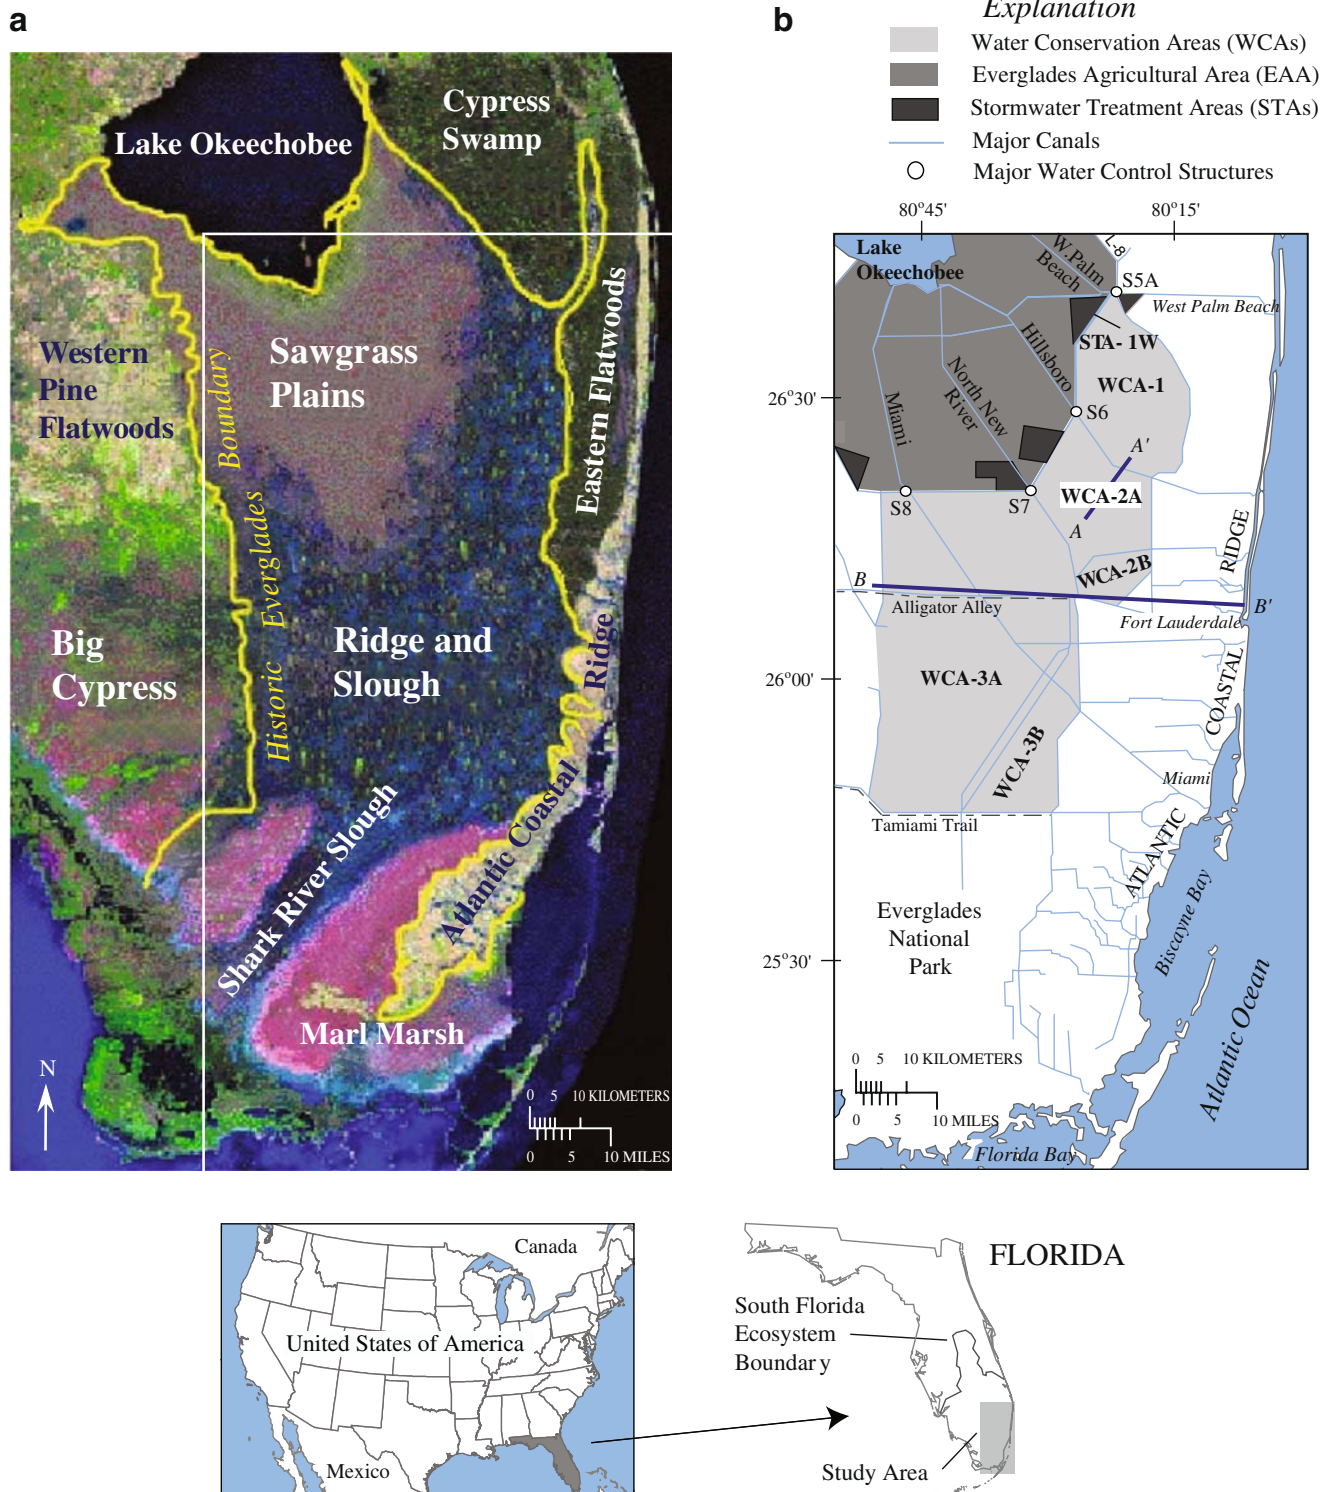 a
Lake Okeechobee
Cypress
Swamp
Western
Pine
Flatwoods
Sawgrass
Plains
Eastern Flatwoods
Historic Everglades Boundary
Big
Cypress
Ridge and
Slough
Shark River Slough
Atlantic Coastal Ridge
Marl Marsh
N
0 5 10 KILOMETERS
0 5 10 MILES
b
Explanation
Water Conservation Areas (WCAs)
Everglades Agricultural Area (EAA)
Stormwater Treatment Areas (STAs)
Major Canals
Major Water Control Structures
80°45' 80°15'
Lake
Okeechobee
W. Palm
Beach
L-8
S5A
West Palm Beach
STA- 1W
Hillsboro
WCA-1
North New
River
Miami
26°30'
S6
A'
WCA-2A
S8
S7
A
RIDGE
WCA-2B
B
B'
Alligator Alley
Fort Lauderdale
26°00'
WCA-3A
COASTAL
WCA-3B
Miami
Tamiami Trail
ATLANTIC
Everglades
National
Park
Biscayne Bay
25°30'
Atlantic Ocean
0 5 10 KILOMETERS
0 5 10 MILES
Florida Bay
Canada
United States of America
Mexico
FLORIDA
South Florida
Ecosystem
Boundary
Study Area